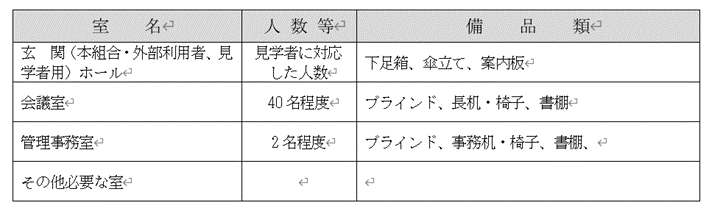 室　名 人 数 等 備　品　類
玄　関（本組合・外部利用者、見 見学者に対応 下足箱、傘立て、案内板
学者用）ホール した人数
会議室 40 名程度 ブラインド、長机・椅子、書棚
管理事務室 2 名程度 ブラインド、事務机・椅子、書棚、
その他必要な室